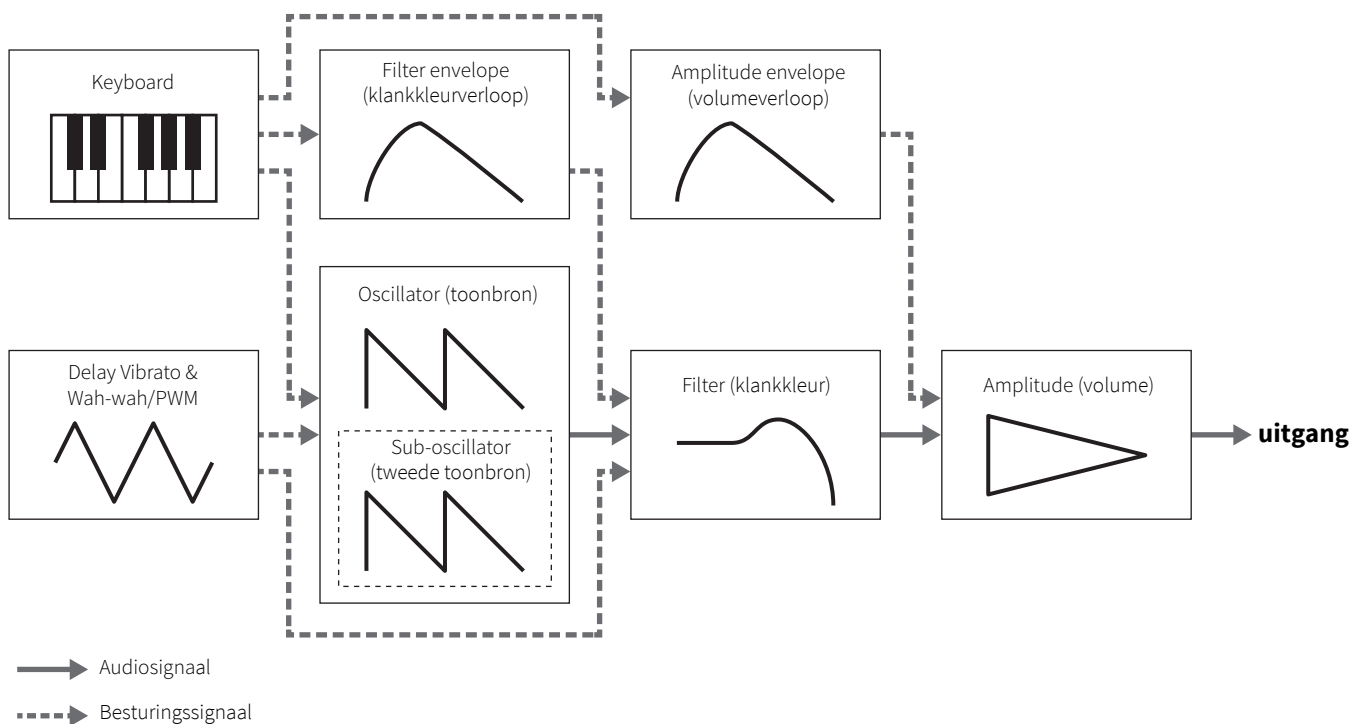 Keyboard
Filter envelope
(klankkleurverloop)
Amplitude envelope
(volumeverloop)
Oscillator (toonbron)
Delay Vibrato &
Wah-wah/PWM
Sub-oscillator
(tweede toonbron)
Filter (klankkleur)
Amplitude (volume)
uitgang
Audiosignaal
Besturingssignaal